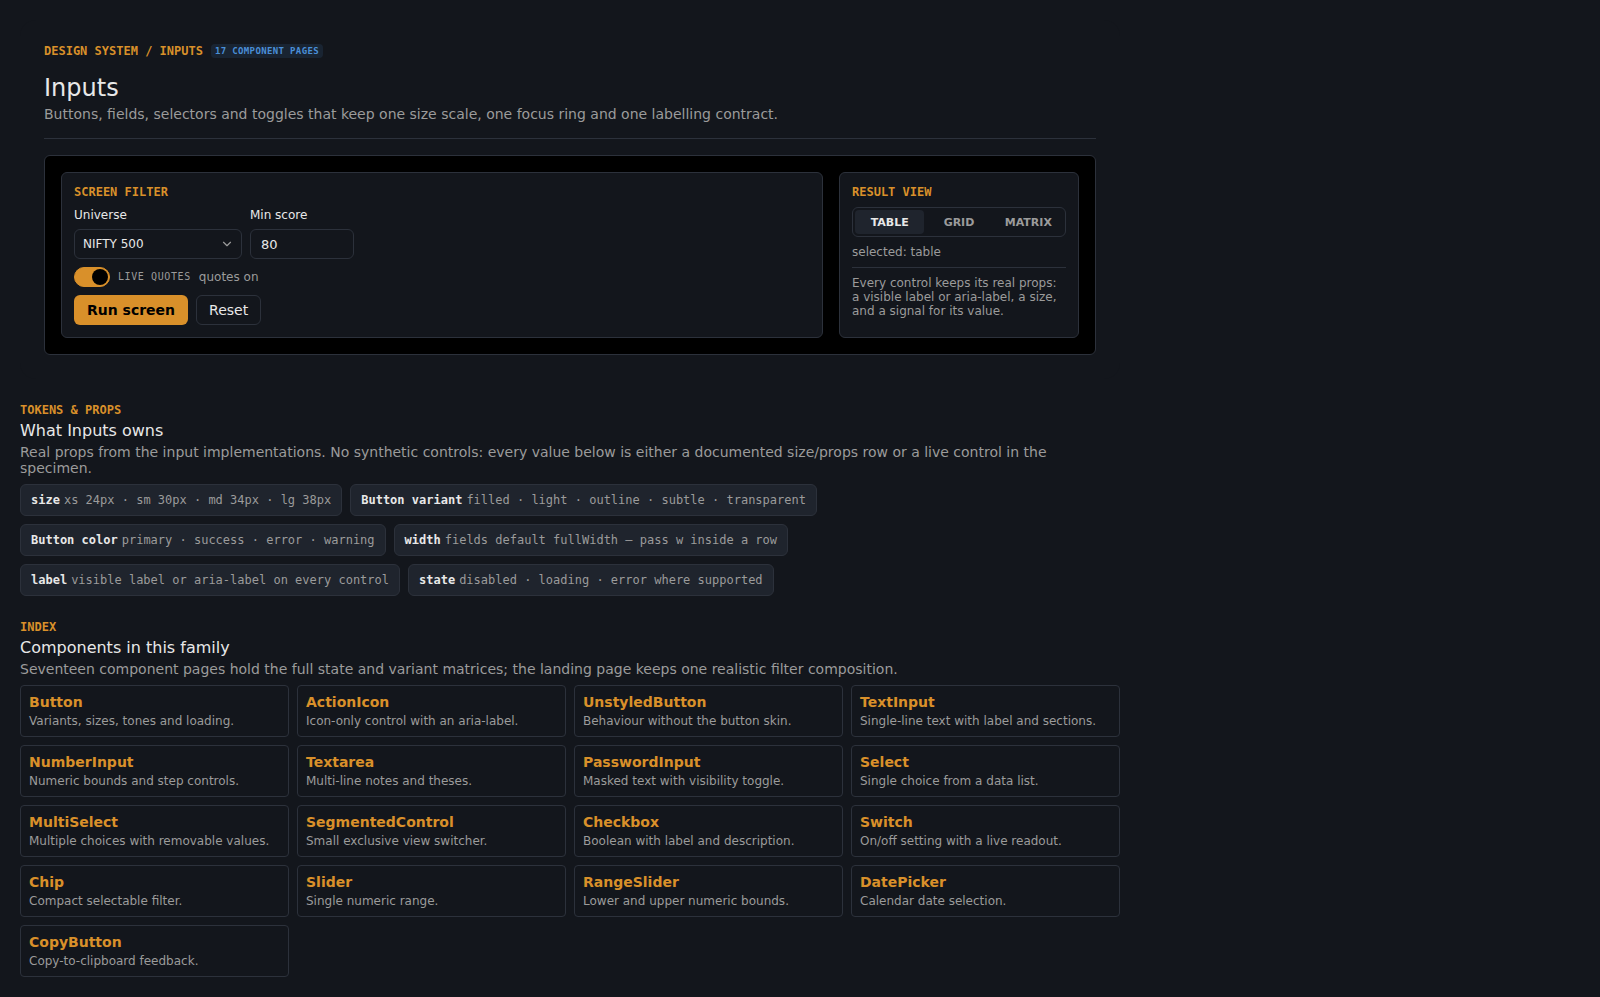 DESIGN SYSTEM / INPUTS 17 COMPONENT PAGES
Inputs
Buttons, fields, selectors and toggles that keep one size scale, one focus ring and one labelling contract.
SCREEN FILTER
Universe Min score
NIFTY 500 80
LIVE QUOTES quotes on
Run screen Reset
RESULT VIEW
TABLE GRID MATRIX
selected: table
Every control keeps its real props:
a visible label or aria-label, a size,
and a signal for its value.
TOKENS & PROPS
What Inputs owns
Real props from the input implementations. No synthetic controls: every value below is either a documented size/props row or a live control in the
specimen.
size xs 24px · sm 30px · md 34px · lg 38px Button variant filled · light · outline · subtle · transparent
Button color primary · success · error · warning width fields default fullWidth — pass w inside a row
label visible label or aria-label on every control state disabled · loading · error where supported
INDEX
Components in this family
Seventeen component pages hold the full state and variant matrices; the landing page keeps one realistic filter composition.
Button ActionIcon UnstyledButton TextInput
Variants, sizes, tones and loading. Icon-only control with an aria-label. Behaviour without the button skin. Single-line text with label and sections.
NumberInput Textarea PasswordInput Select
Numeric bounds and step controls. Multi-line notes and theses. Masked text with visibility toggle. Single choice from a data list.
MultiSelect SegmentedControl Checkbox Switch
Multiple choices with removable values. Small exclusive view switcher. Boolean with label and description. On/off setting with a live readout.
Chip Slider RangeSlider DatePicker
Compact selectable filter. Single numeric range. Lower and upper numeric bounds. Calendar date selection.
CopyButton
Copy-to-clipboard feedback.